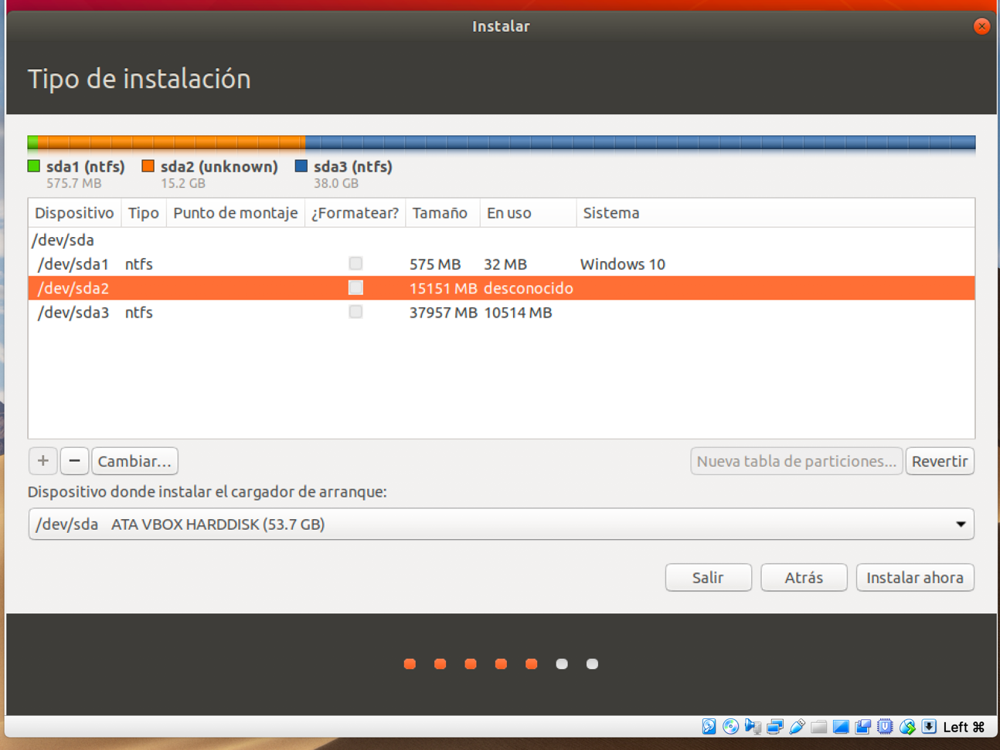 Instalar
Tipo de instalación
sda1 (ntfs) sda2 (unknown) sda3 (ntfs)
575.7 MB 15.2 GB 38.0 GB
Dispositivo Tipo Punto de montaje ¿Formatear? Tamaño En uso Sistema
/dev/sda
/dev/sda1 ntfs 575 MB 32 MB Windows 10
/dev/sda2 15151 MB desconocido
/dev/sda3 ntfs 37957 MB 10514 MB
+ − Cambiar... Nueva tabla de particiones... Revertir
Dispositivo donde instalar el cargador de arranque:
/dev/sda ATA VBOX HARDDISK (53.7 GB)
Salir Atrás Instalar ahora
Left ⌘